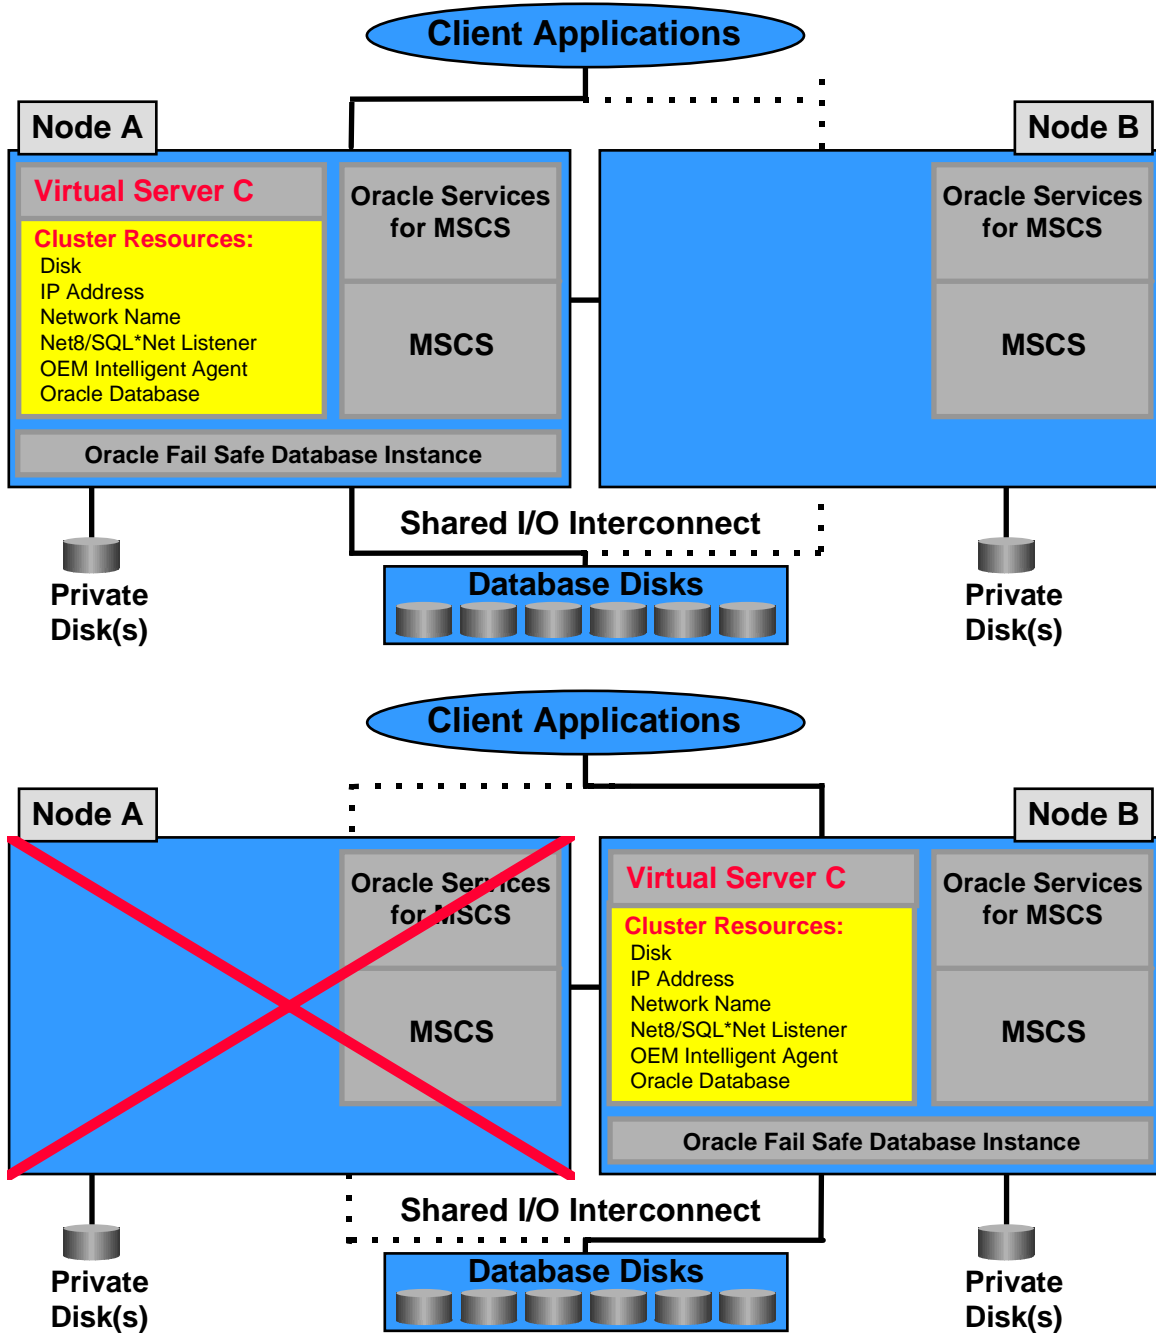 Client Applications
Node A
Node B
Virtual Server C
Cluster Resources:
Disk
IP Address
Network Name
Net8/SQL*Net Listener
OEM Intelligent Agent
Oracle Database
Oracle Services
for MSCS
MSCS
Oracle Fail Safe Database Instance
Oracle Services
for MSCS
MSCS
Shared I/O Interconnect
Private
Disk(s)
Database Disks
Private
Disk(s)
Client Applications
Node A
Node B
Oracle Services
for MSCS
MSCS
Virtual Server C
Cluster Resources:
Disk
IP Address
Network Name
Net8/SQL*Net Listener
OEM Intelligent Agent
Oracle Database
Oracle Services
for MSCS
MSCS
Oracle Fail Safe Database Instance
Shared I/O Interconnect
Private
Disk(s)
Database Disks
Private
Disk(s)